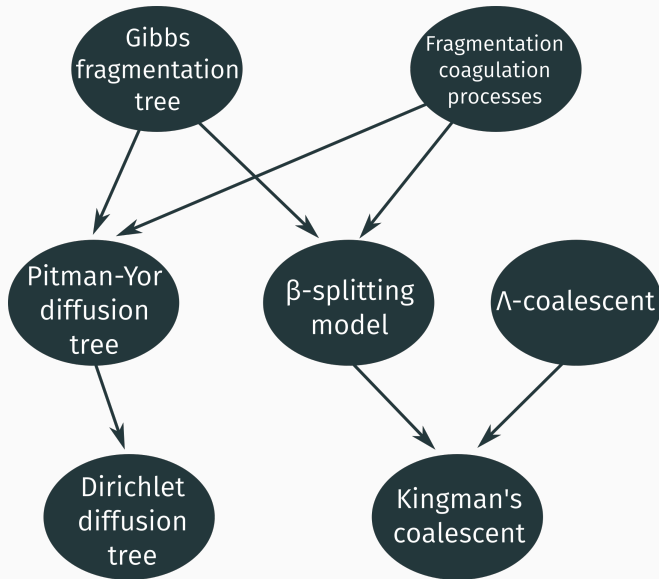 Gibbs
fragmentation
tree
Fragmentation
coagulation
processes
Pitman-Yor
diffusion
tree
β-splitting
model
Λ-coalescent
Dirichlet
diffusion
tree
Kingman's
coalescent